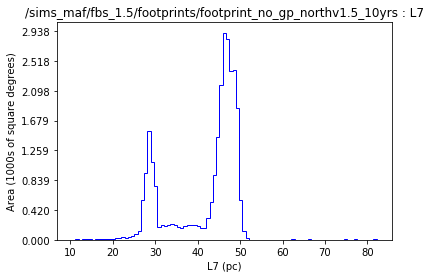 /sims_maf/fbs_1.5/footprints/footprint_no_gp_northv1.5_10yrs : L7
Area (1000s of square degrees)
2.938
2.518
2.098
1.679
1.259
0.839
0.420
0.000
10 20 30 40 50 60 70 80
L7 (pc)